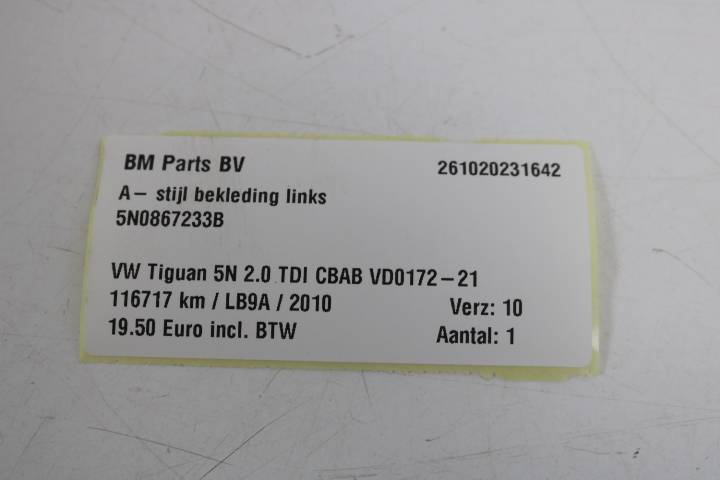 BM Parts BV 261020231642
A- stijl bekleding links
5N0867233B
VW Tiguan 5N 2.0 TDI CBAB VD0172-21
116717 km / LB9A / 2010 Verz: 10
19.50 Euro incl. BTW Aantal: 1